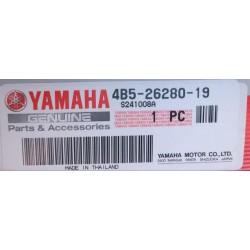 YAMAHA
GENUINE
Parts & Accessories
4B5-26280-19
S241008A
1 PC
YAMAHA MOTOR CO.,LTD.
MADE IN THAILAND